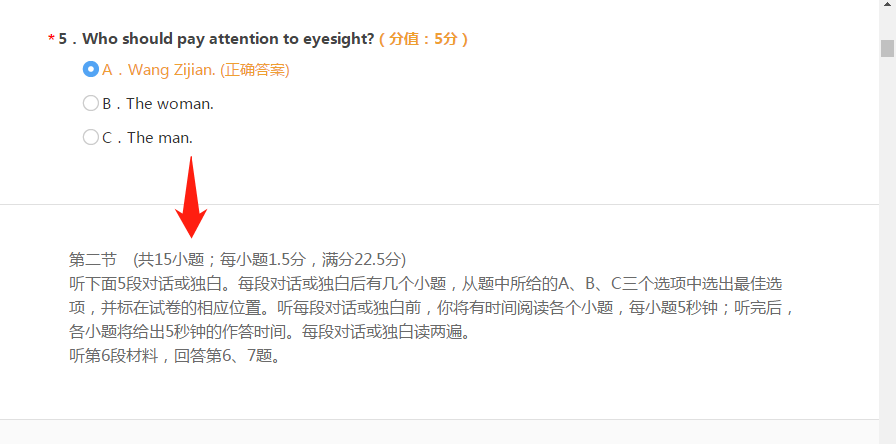 * 5．Who should pay attention to eyesight?（分值：5分）
A．Wang Zijian. (正确答案)
B．The woman.
C．The man.
第二节 (共15小题；每小题1.5分，满分22.5分)
听下面5段对话或独白。每段对话或独白后有几个小题，从题中所给的A、B、C三个选项中选出最佳选
项，并标在试卷的相应位置。听每段对话或独白前，你将有时间阅读各个小题，每小题5秒钟；听完后，
各小题将给出5秒钟的作答时间。每段对话或独白读两遍。
听第6段材料，回答第6、7题。